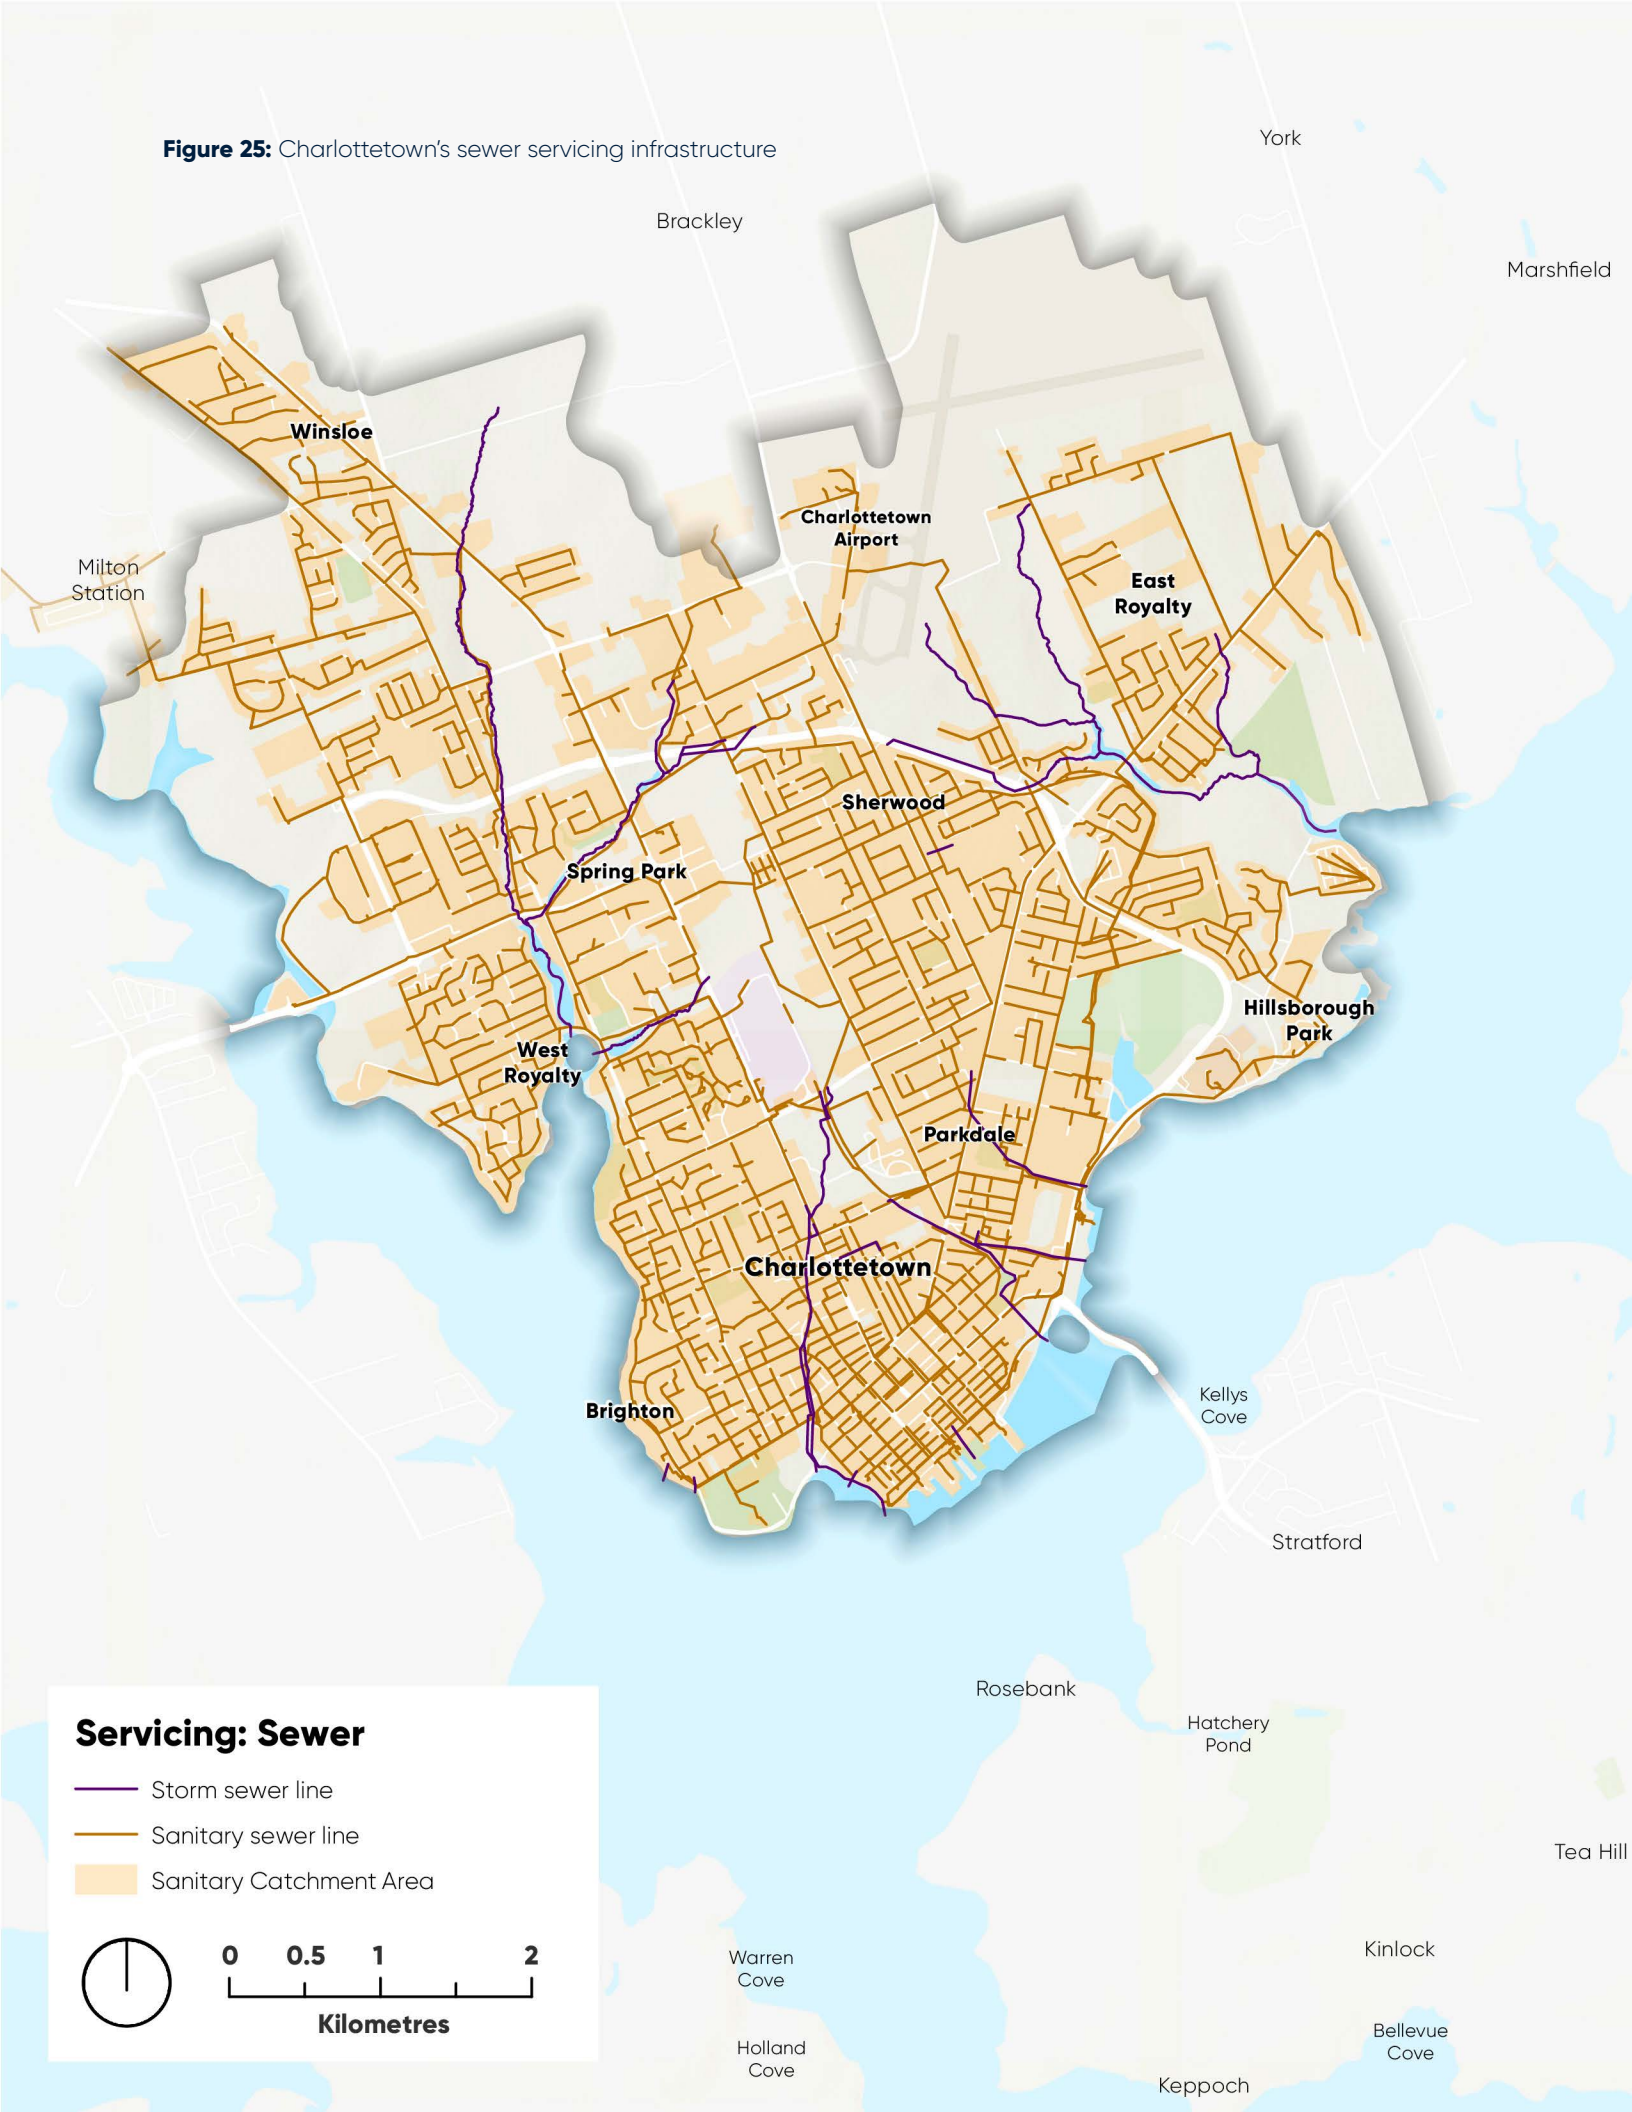 York
Figure 25: Charlottetown's sewer servicing infrastructure
Brackley
Marshfield
Winsloe
Charlottetown
Airport
Milton
Station
East
Royalty
Sherwood
Spring Park
Hillsborough
Park
West
Royalty
Parkdale
Charlottetown
Kellys
Cove
Brighton
Stratford
Rosebank
Hatchery
Pond
Servicing: Sewer
Storm sewer line
Sanitary sewer line
Sanitary Catchment Area
0 0.5 1 2
Kilometres
Tea Hill
Warren
Cove
Kinlock
Holland
Cove
Bellevue
Cove
Keppoch